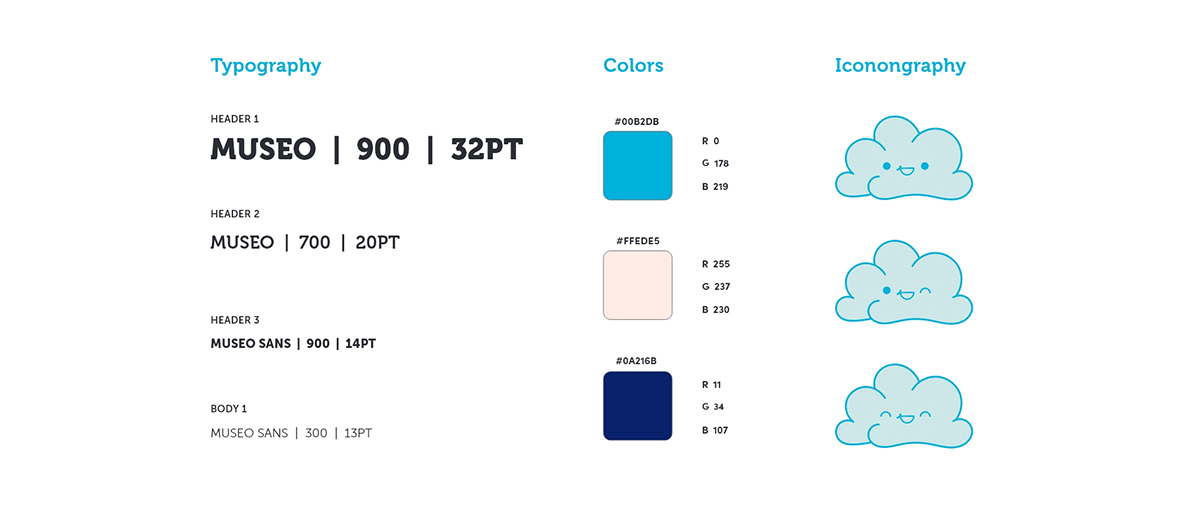 Typography
HEADER 1
MUSEO | 900 | 32PT
HEADER 2
MUSEO | 700 | 20PT
HEADER 3
MUSEO SANS | 900 | 14PT
BODY 1
MUSEO SANS | 300 | 13PT
Colors
#00B2DB
R 0
G 178
B 219
#FFEDE5
R 255
G 237
B 230
#0A216B
R 11
G 34
B 107
Iconongraphy